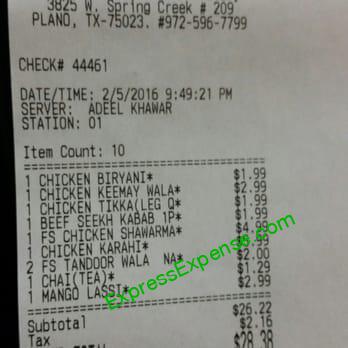 3825 W. Spring Creek # 209
PLANO, TX-75023. #972-596-7799
CHECK# 44461
DATE/TIME: 2/5/2016 9:49:21 PM
SERVER: ADEEL KHAWAR
STATION: 01
Item Count: 10
1 CHICKEN BIRYANI* $1.99
1 CHICKEN KEEMAY WALA* $2.99
1 CHICKEN TIKKA(LEG Q* $1.99
1 BEEF SEEKH KABAB 1P* $1.99
1 FS CHICKEN SHAWARMA* $4.99
1 CHICKEN KARAHI*
2 FS TANDOOR WALA NA* $2.00
1 CHAI(TEA)* $1.29
1 MANGO LASSI* $2.99
ExpressExpense.com
Subtotal $26.22
Tax $2.16
$28.38